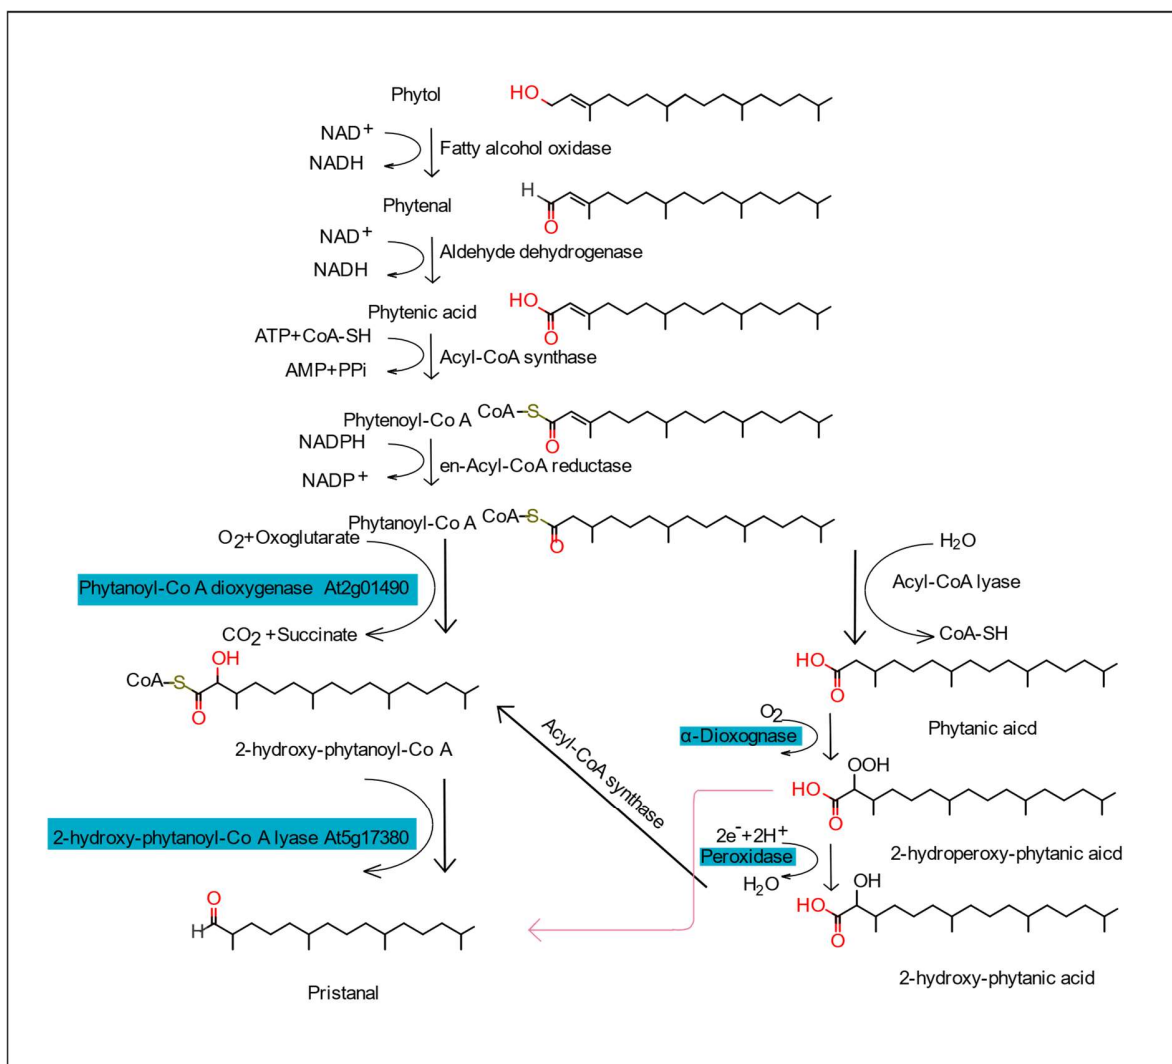 Phytol
HO
NAD+
NADH
Fatty alcohol oxidase
H
O
Phytenal
NAD+
NADH
Aldehyde dehydrogenase
HO
O
Phytenic acid
ATP+CoA-SH
AMP+PPi
Acyl-CoA synthase
CoA-S
O
Phytenoyl-Co A
NADPH
NADP+
en-Acyl-CoA reductase
Phytanoyl-Co A
CoA-S
O
O2+Oxoglutarate
Phytanoyl-Co A dioxygenase At2g01490
CO2+Succinate
H2O
Acyl-CoA lyase
CoA-SH
OH
CoA-S
O
2-hydroxy-phytanoyl-Co A
HO
O
Phytanic aicd
O2
α-Dioxognase
Acyl-CoA synthase
OOH
HO
O
2-hydroperoxy-phytanic aicd
2-hydroxy-phytanoyl-Co A lyase At5g17380
2e-+2H+
Peroxidase
H2O
OH
HO
O
2-hydroxy-phytanic acid
O
H
Pristanal